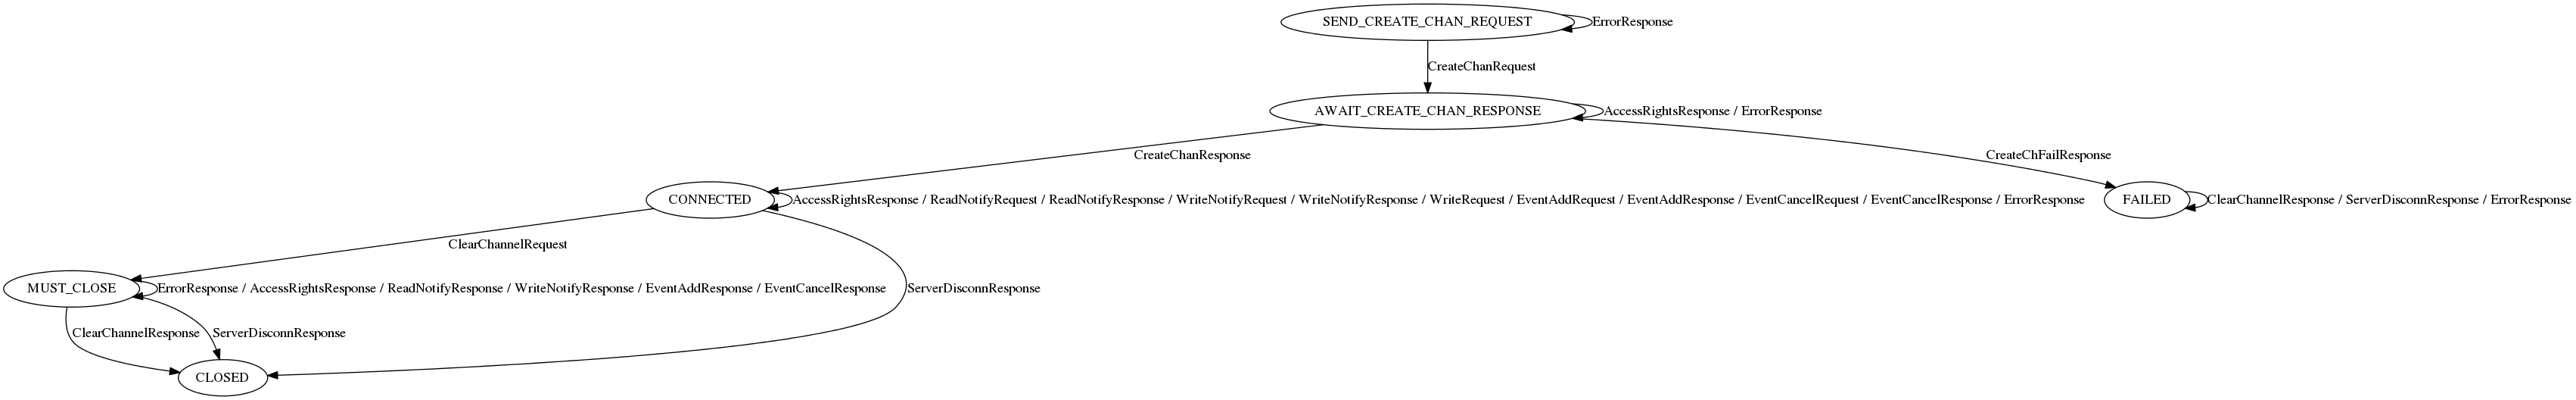 SEND_CREATE_CHAN_REQUEST
ErrorResponse
CreateChanRequest
AWAIT_CREATE_CHAN_RESPONSE
AccessRightsResponse / ErrorResponse
CreateChanResponse
CreateChFailResponse
CONNECTED
AccessRightsResponse / ReadNotifyRequest / ReadNotifyResponse / WriteNotifyRequest / WriteNotifyResponse / WriteRequest / EventAddRequest / EventAddResponse / EventCancelRequest / EventCancelResponse / ErrorResponse
FAILED
ClearChannelResponse / ServerDisconnResponse / ErrorResponse
ClearChannelRequest
MUST_CLOSE
ErrorResponse / AccessRightsResponse / ReadNotifyResponse / WriteNotifyResponse / EventAddResponse / EventCancelResponse
ServerDisconnResponse
ClearChannelResponse
ServerDisconnResponse
CLOSED